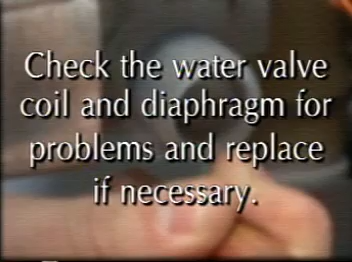 Check the water valve
coil and diaphragm for
problems and replace
if necessary.